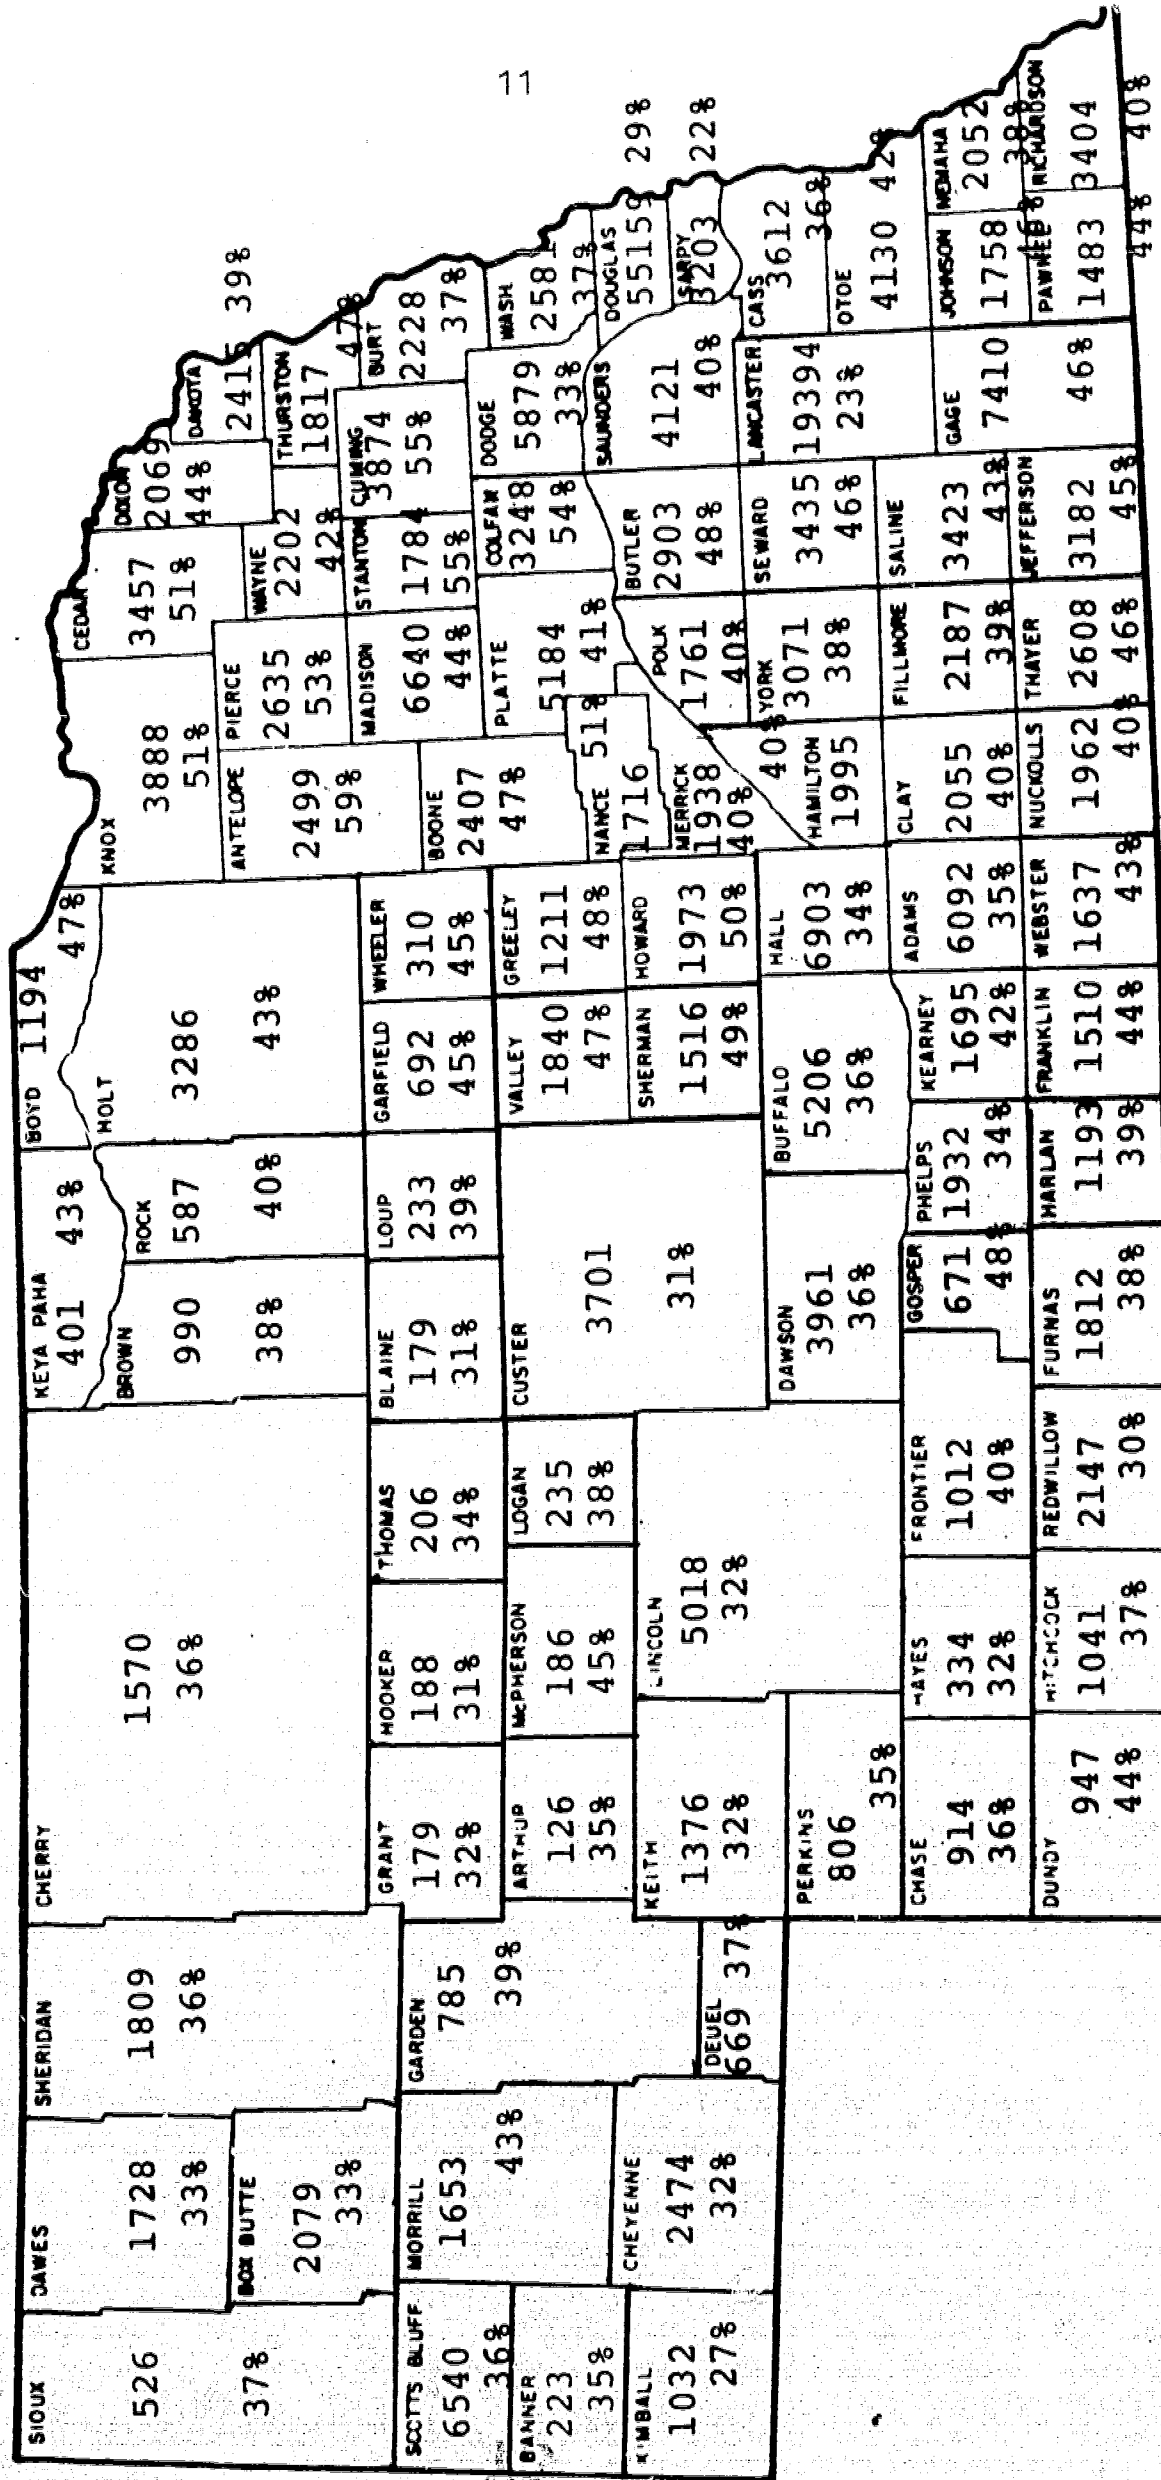 11
SIOUX
526
37%
DAWES
1728
33%
BOX BUTTE
2079
33%
SHERIDAN
1809
36%
CHERRY
1570
36%
KEYA PAHA
401 43%
BROWN
990
38%
ROCK
587
40%
BOYD 1194
47%
HOLT
3286
43%
KNOX
3888
51%
CEDAR
3457
51%
DIXON
2069
44%
DAKOTA
2415 39%
ANTELOPE
2499
59%
PIERCE
2635
53%
WAYNE
2202
42%
THURSTON
1817
47%
SCOTTS BLUFF
6540
36%
BANNER
223
35%
KIMBALL
1032
27%
MORRILL
1653
43%
CHEYENNE
2474
32%
GARDEN
785
39%
DEUEL
669 37%
GRANT
179
32%
HOOKER
188
31%
THOMAS
206
34%
BLAINE
179
31%
LOUP
233
39%
GARFIELD
692
45%
WHEELER
310
45%
BOONE
2407
47%
MADISON
6640
44%
STANTON
1784
55%
CUMING
3874
55%
BURT
2228
37%
ARTHUR
126
35%
McPHERSON
186
45%
LOGAN
235
38%
CUSTER
3701
31%
VALLEY
1840
47%
GREELEY
1211
48%
NANCE 51%
1716
PLATTE
5184
41%
COLFAX
3248
54%
DODGE
5879
33%
WASH
2581
37%
KEITH
1376
32%
LINCOLN
5018
32%
SHERMAN
1516
49%
HOWARD
1973
50%
MERRICK
1938
40%
POLK
1761
40%
BUTLER
2903
48%
SAUNDERS
4121
40%
DOUGLAS
55159 29%
SARPY
3203 22%
PERKINS
806
35%
DAWSON
3961
36%
BUFFALO
5206
36%
HALL
6903
34%
HAMILTON 40%
1995
YORK
3071
38%
SEWARD
3435
46%
LANCASTER
19394
23%
CASS
3612
36%
OTOE
4130 42%
CHASE
914
36%
HAYES
334
32%
FRONTIER
1012
40%
GOSPER
671
48%
PHELPS
1932
34%
KEARNEY
1695
42%
ADAMS
6092
35%
CLAY
2055
40%
FILLMORE
2187
39%
SALINE
3423
43%
GAGE
7410
46%
JOHNSON
1758
NEMAHA
2052
38%
DUNDY
947
44%
HITCHCOCK
1041
37%
REDWILLOW
2147
30%
FURNAS
1812
38%
HARLAN
1193
39%
FRANKLIN
1510
44%
WEBSTER
1637
43%
NUCKOLLS
1962
40%
THAYER
2608
46%
JEFFERSON
3182
45%
PAWNEE
1483
44%
RICHARDSON
3404
40%